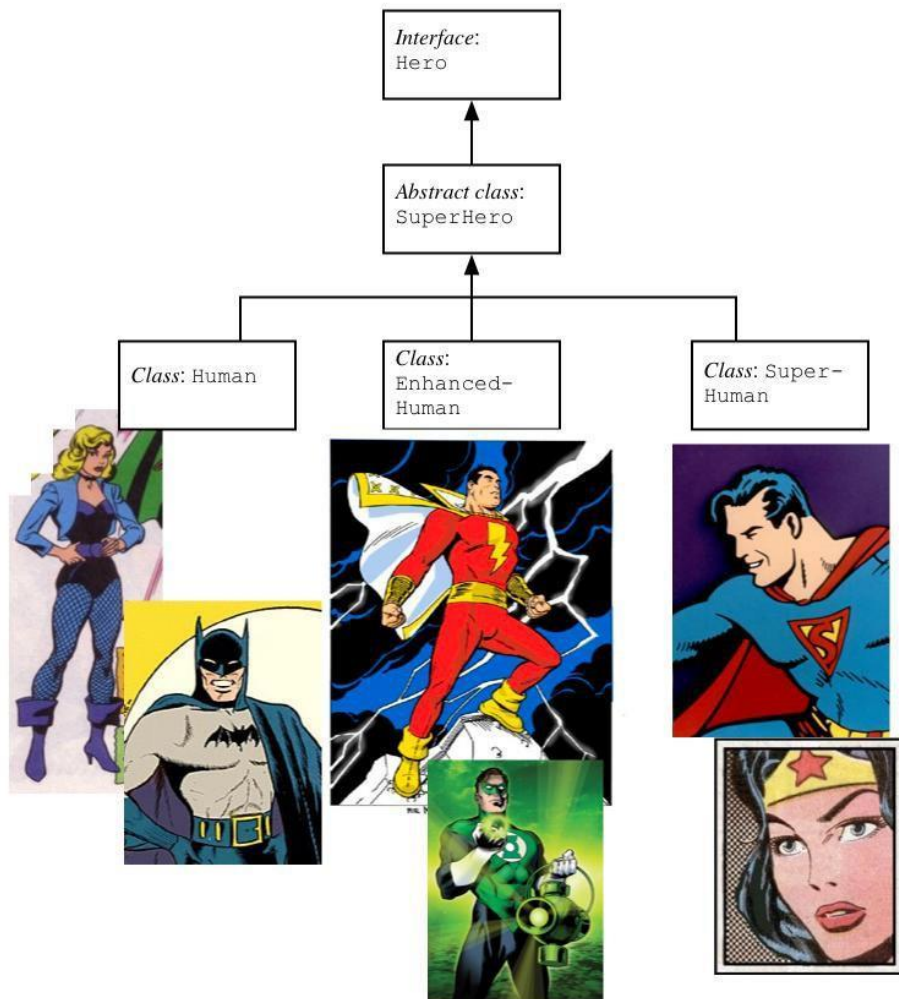 Interface:
Hero
Abstract class:
SuperHero
Class: Human
Class:
Enhanced-
Human
Class: Super-
Human
S